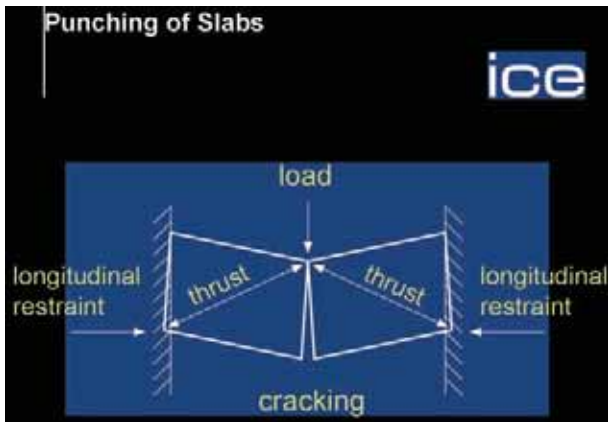 Punching of Slabs
ice
load
longitudinal
restraint
thrust
thrust
longitudinal
restraint
cracking